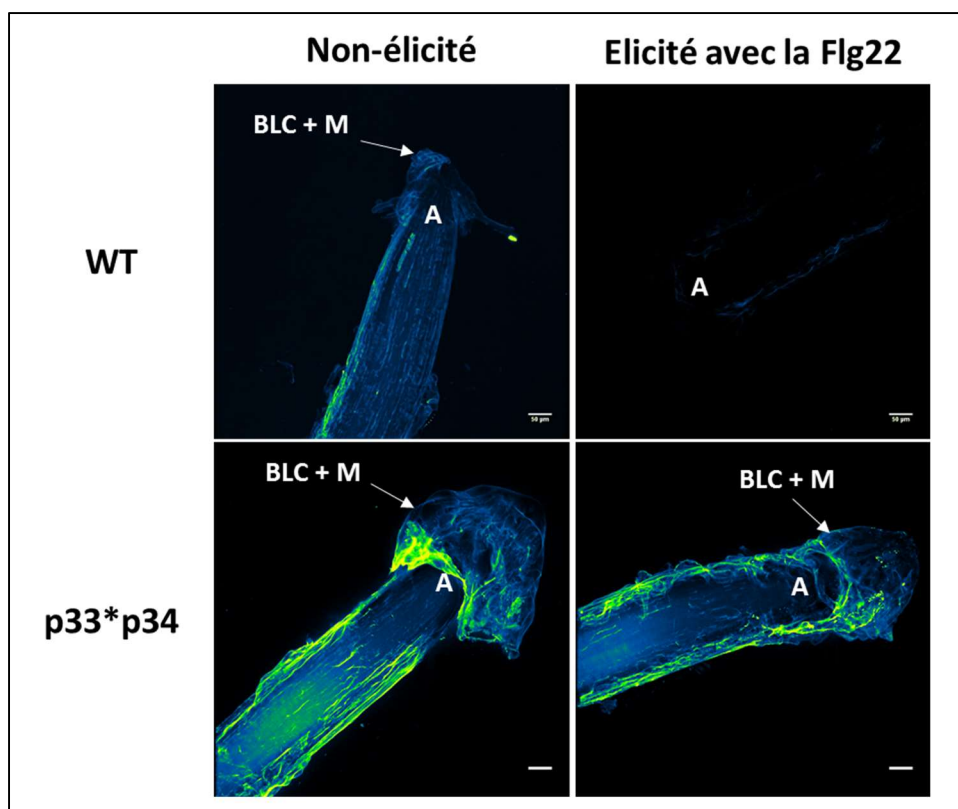 Non-élicité
Elicité avec la Flg22
WT
BLC + M
A
50 µm
A
50 µm
p33*p34
BLC + M
A
BLC + M
A